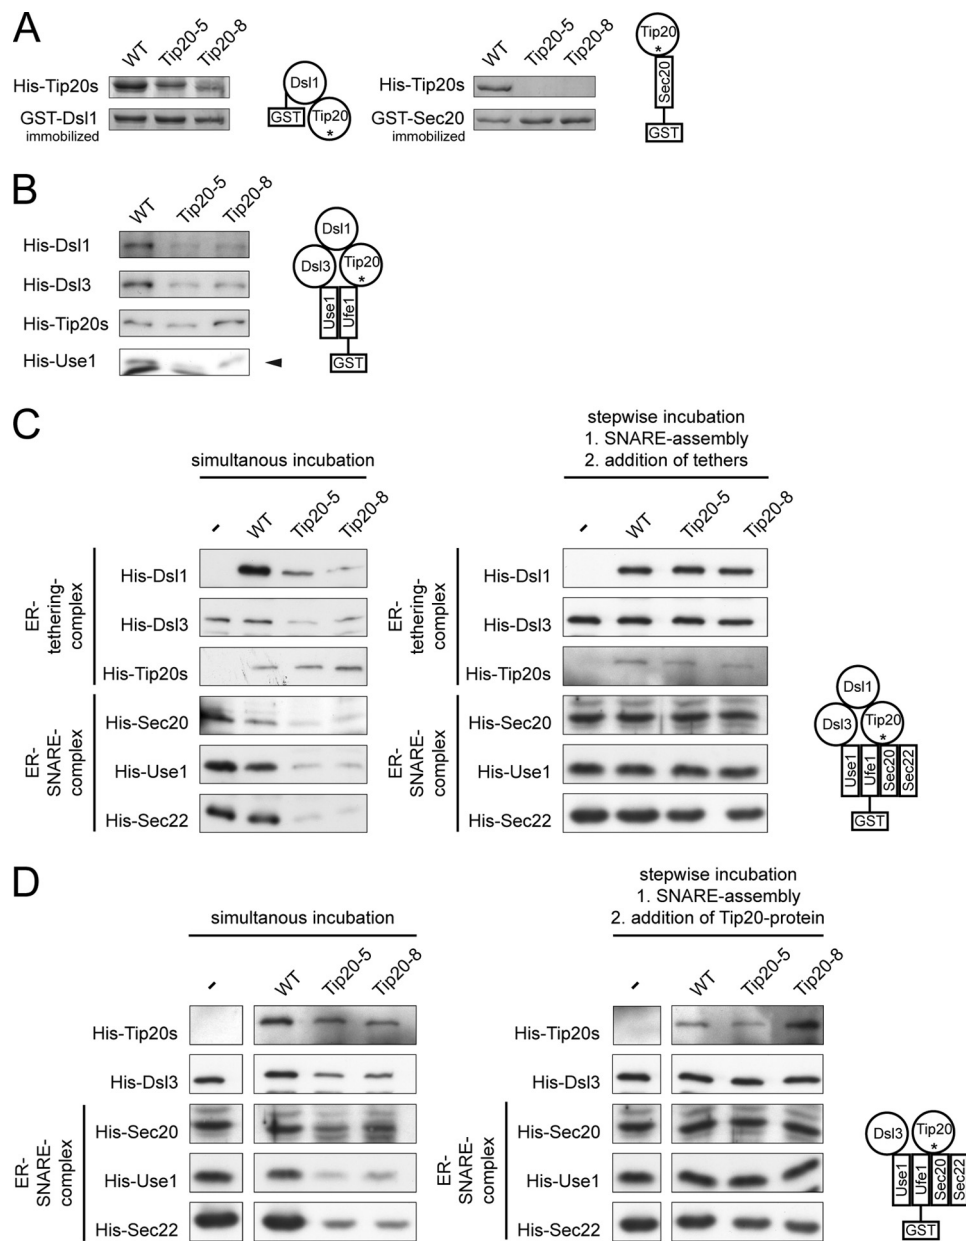 A
WT Tip20-5 Tip20-8
His-Tip20s
GST-Dsl1
immobilized
Dsl1
GST
Tip20
*
WT Tip20-5 Tip20-8
His-Tip20s
GST-Sec20
immobilized
Tip20
*
Sec20
GST
B
WT Tip20-5 Tip20-8
His-Dsl1
His-Dsl3
His-Tip20s
His-Use1
Dsl1
Dsl3 Tip20
*
Use1 Ufe1
GST
C
simultanous incubation
- WT Tip20-5 Tip20-8
ER-
tethering-
complex
His-Dsl1
His-Dsl3
His-Tip20s
ER-
SNARE-
complex
His-Sec20
His-Use1
His-Sec22
stepwise incubation
1. SNARE-assembly
2. addition of tethers
- WT Tip20-5 Tip20-8
ER-
tethering-
complex
His-Dsl1
His-Dsl3
His-Tip20s
ER-
SNARE-
complex
His-Sec20
His-Use1
His-Sec22
Dsl1
Dsl3 Tip20
*
Use1 Ufe1 Sec20 Sec22
GST
D
simultanous incubation
- WT Tip20-5 Tip20-8
His-Tip20s
His-Dsl3
ER-
SNARE-
complex
His-Sec20
His-Use1
His-Sec22
stepwise incubation
1. SNARE-assembly
2. addition of Tip20-protein
- WT Tip20-5 Tip20-8
His-Tip20s
His-Dsl3
ER-
SNARE-
complex
His-Sec20
His-Use1
His-Sec22
Dsl3 Tip20
*
Use1 Ufe1 Sec20 Sec22
GST